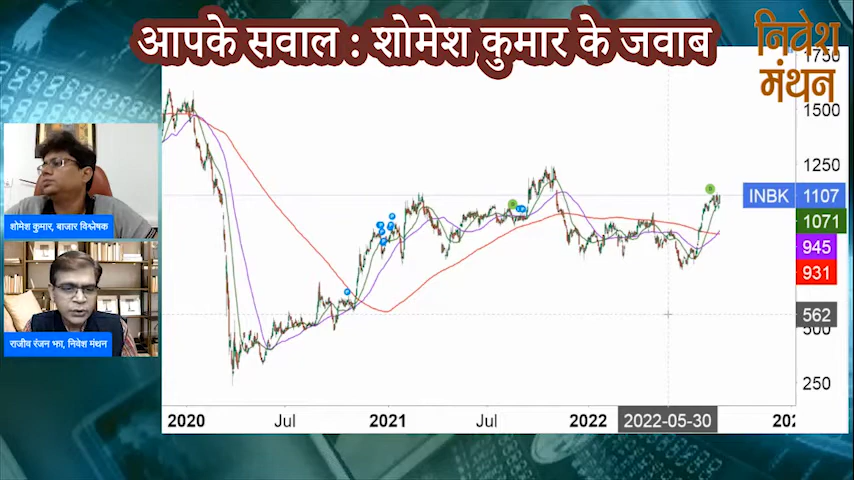 आपके सवाल : शोमेश कुमार के जवाब
निवेश
मंथन
1750
1500
1250
INBK 1107
1071
945
931
562
500
250
शोमेश कुमार, बाजार विश्लेषक
राजीव रंजन झा, निवेश मंथन
2020 Jul 2021 Jul 2022 2022-05-30